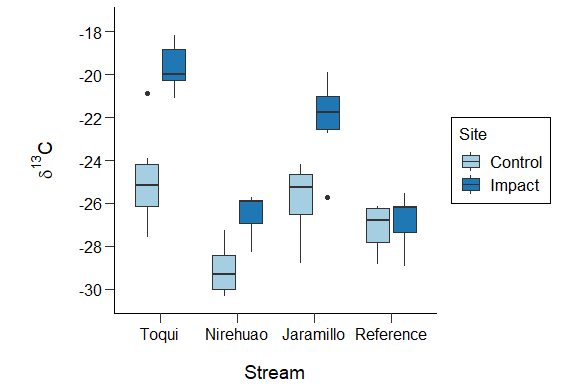 -18
-20
-22
-24
-26
-28
-30
δ¹³C
Toqui Nirehuao Jaramillo Reference
Stream
Site
Control
Impact